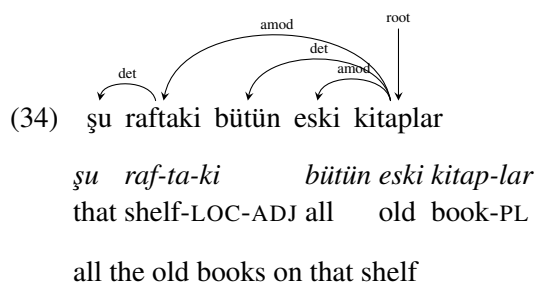 root
amod
det
det
amod
(34) şu raftaki bütün eski kitaplar
şu raf-ta-ki bütün eski kitap-lar
that shelf-LOC-ADJ all old book-PL
all the old books on that shelf